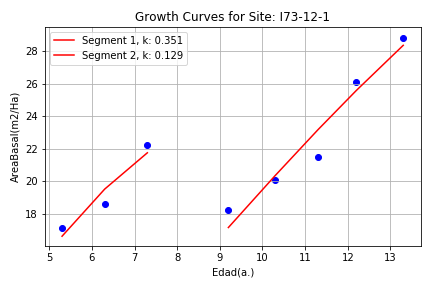 Growth Curves for Site: I73-12-1
Segment 1, k: 0.351
Segment 2, k: 0.129
AreaBasal(m2/Ha)
28
26
24
22
20
18
5 6 7 8 9 10 11 12 13
Edad(a.)